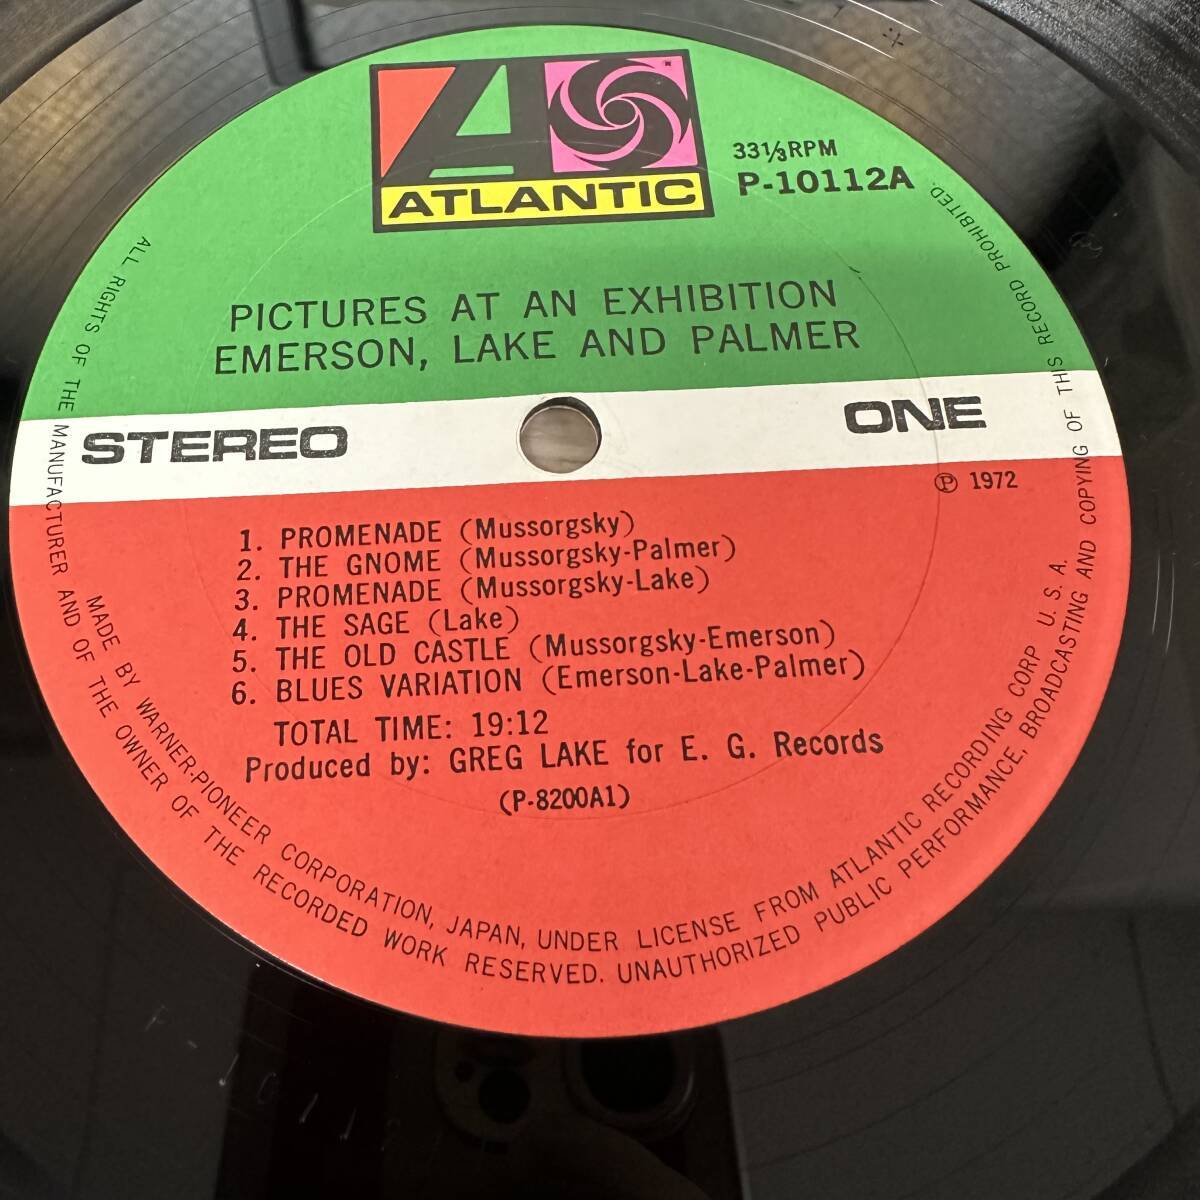 ATLANTIC
33⅓RPM
P-10112A
PICTURES AT AN EXHIBITION
EMERSON, LAKE AND PALMER
STEREO
ONE
Ⓟ 1972
1. PROMENADE (Mussorgsky)
2. THE GNOME (Mussorgsky-Palmer)
3. PROMENADE (Mussorgsky-Lake)
4. THE SAGE (Lake)
5. THE OLD CASTLE (Mussorgsky-Emerson)
6. BLUES VARIATION (Emerson-Lake-Palmer)
TOTAL TIME: 19:12
Produced by: GREG LAKE for E. G. Records
(P-8200A1)
MADE BY WARNER-PIONEER CORPORATION, JAPAN, UNDER LICENSE FROM ATLANTIC RECORDING CORP U. S. A.
ALL RIGHTS OF THE MANUFACTURER AND OF THE OWNER OF THE RECORDED WORK RESERVED. UNAUTHORIZED PUBLIC PERFORMANCE, BROADCASTING AND COPYING OF THIS RECORD PROHIBITED.